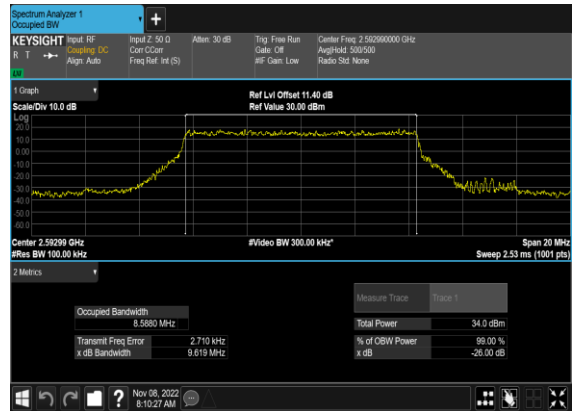 Spectrum Analyzer 1
Occupied BW
+
KEYSIGHT Input: RF Input Z: 50 Ω Atten: 30 dB Trig: Free Run Center Freq: 2.592990000 GHz
R T Coupling: DC Corr CCorr Gate: Off Avg|Hold: 500/500
Align: Auto Freq Ref: Int (S) #IF Gain: Low Radio Std: None
1 Graph Ref Lvl Offset 11.40 dB
Scale/Div 10.0 dB Ref Value 30.00 dBm
Log
20.0
10.0
0.00
-10.0
-20.0
-30.0
-40.0
-50.0
-60.0
Center 2.59299 GHz #Video BW 300.00 kHz* Span 20 MHz
#Res BW 100.00 kHz Sweep 2.53 ms (1001 pts)
2 Metrics
Measure Trace Trace 1
Occupied Bandwidth
8.5880 MHz Total Power 34.0 dBm
Transmit Freq Error 2.710 kHz % of OBW Power 99.00 %
x dB Bandwidth 9.619 MHz x dB -26.00 dB
? Nov 08, 2022
8:10:27 AM